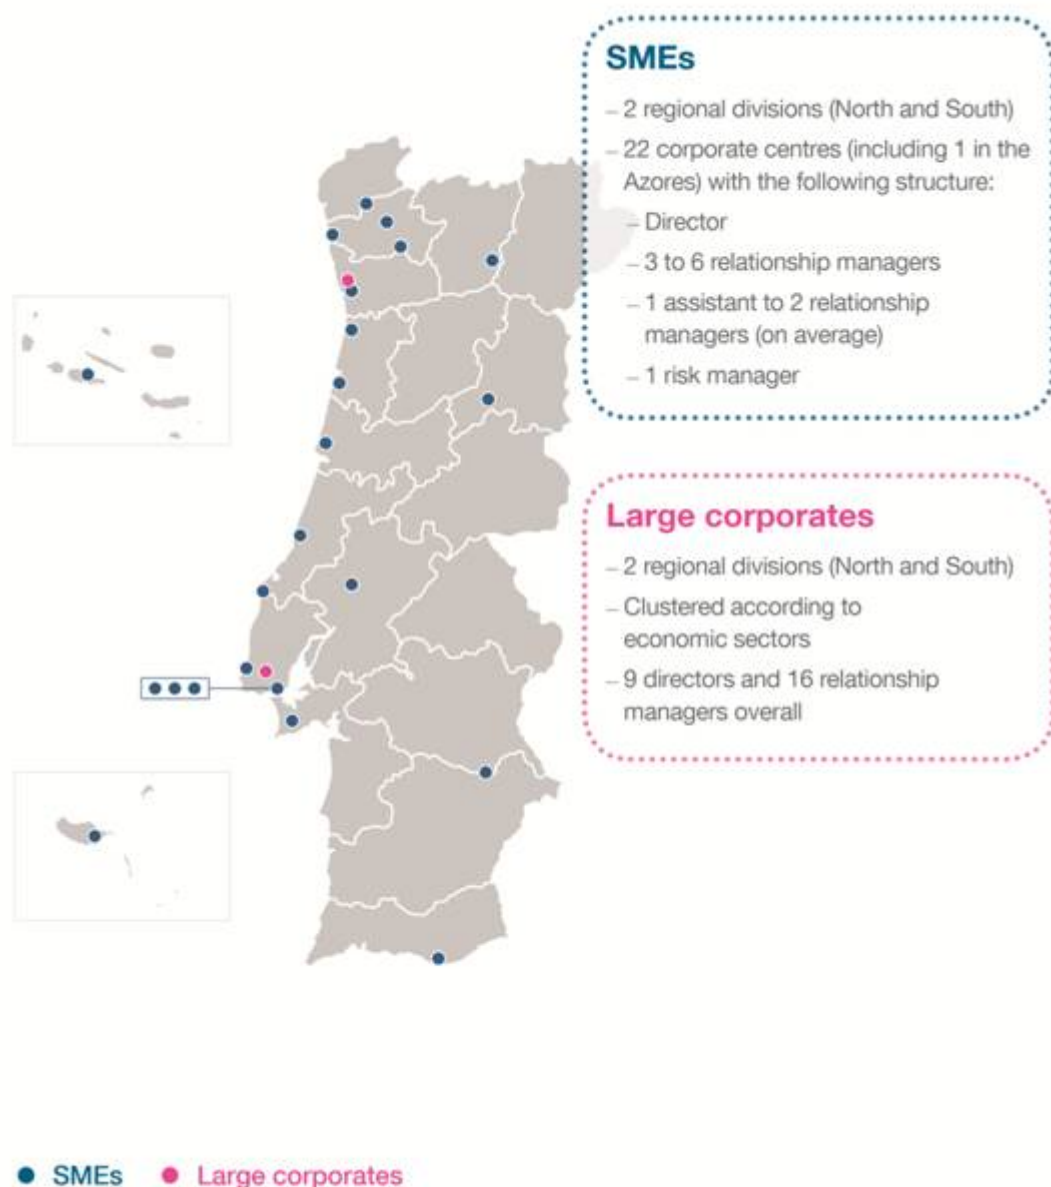 SMEs
– 2 regional divisions (North and South)
– 22 corporate centres (including 1 in the
Azores) with the following structure:
– Director
– 3 to 6 relationship managers
– 1 assistant to 2 relationship
managers (on average)
– 1 risk manager
Large corporates
– 2 regional divisions (North and South)
– Clustered according to
economic sectors
– 9 directors and 16 relationship
managers overall
SMEs Large corporates